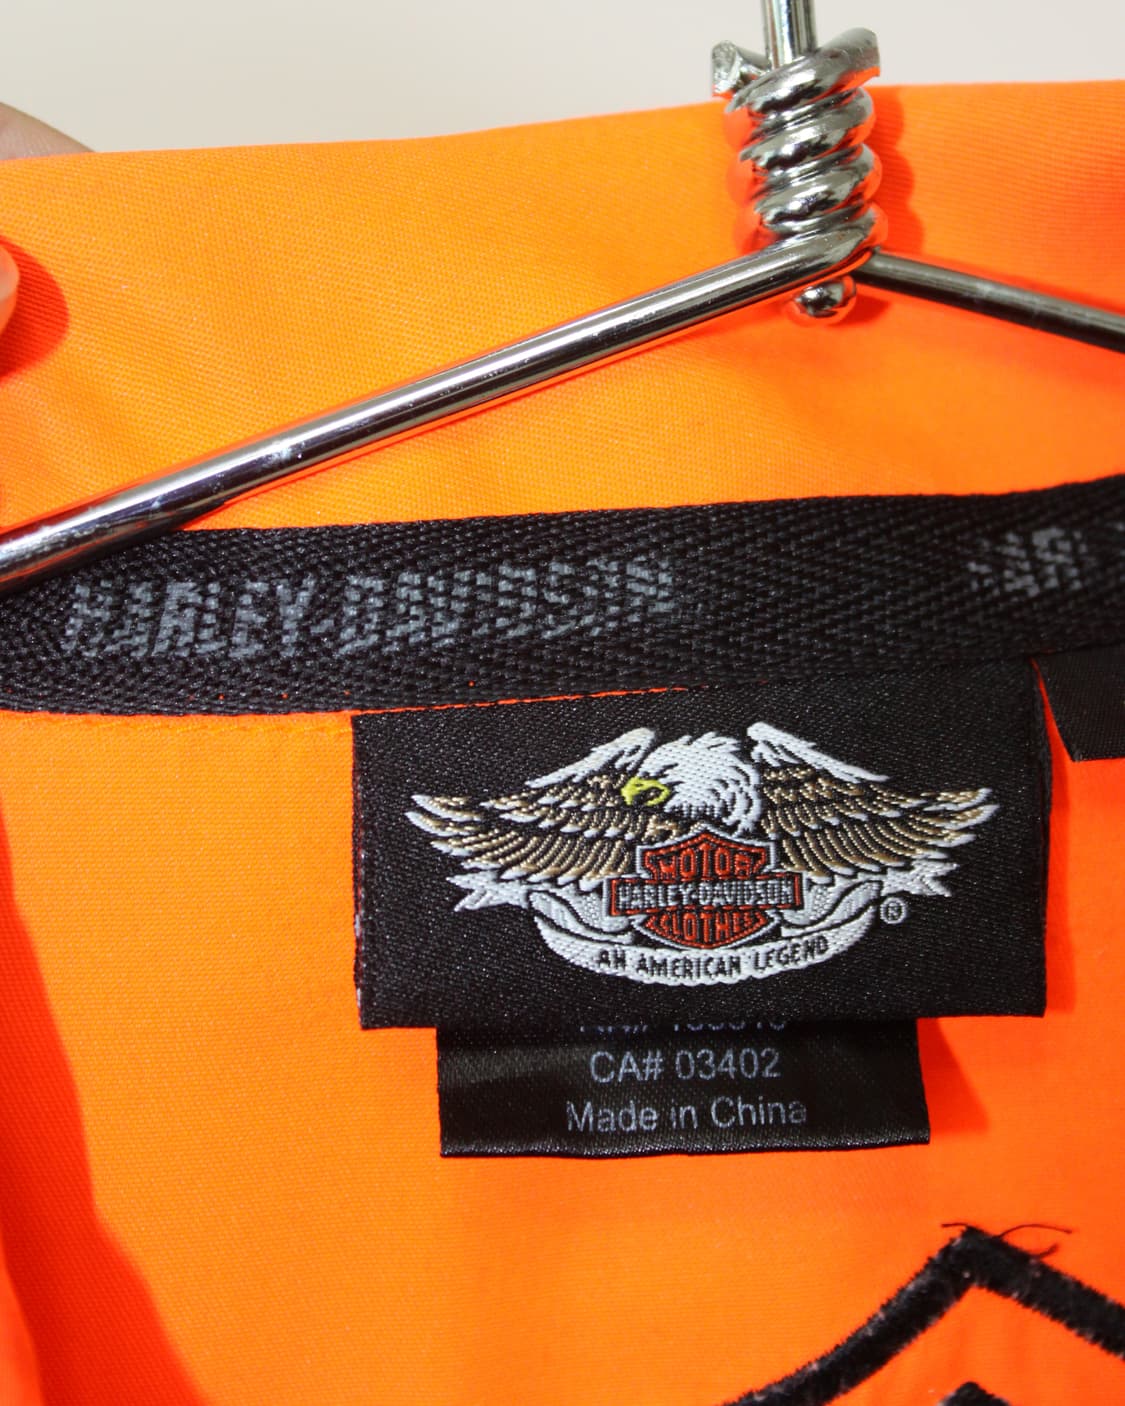 HARLEY-DAVIDSON
MOTOR
HARLEY-DAVIDSON
CLOTHES
®
AN AMERICAN LEGEND
CA# 03402
Made in China